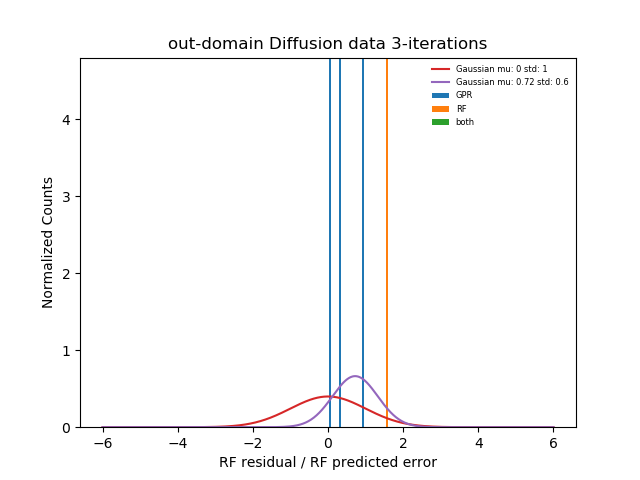 out-domain Diffusion data 3-iterations
Gaussian mu: 0 std: 1
Gaussian mu: 0.72 std: 0.6
GPR
RF
both
Normalized Counts
4
3
2
1
0
−6 −4 −2 0 2 4 6
RF residual / RF predicted error